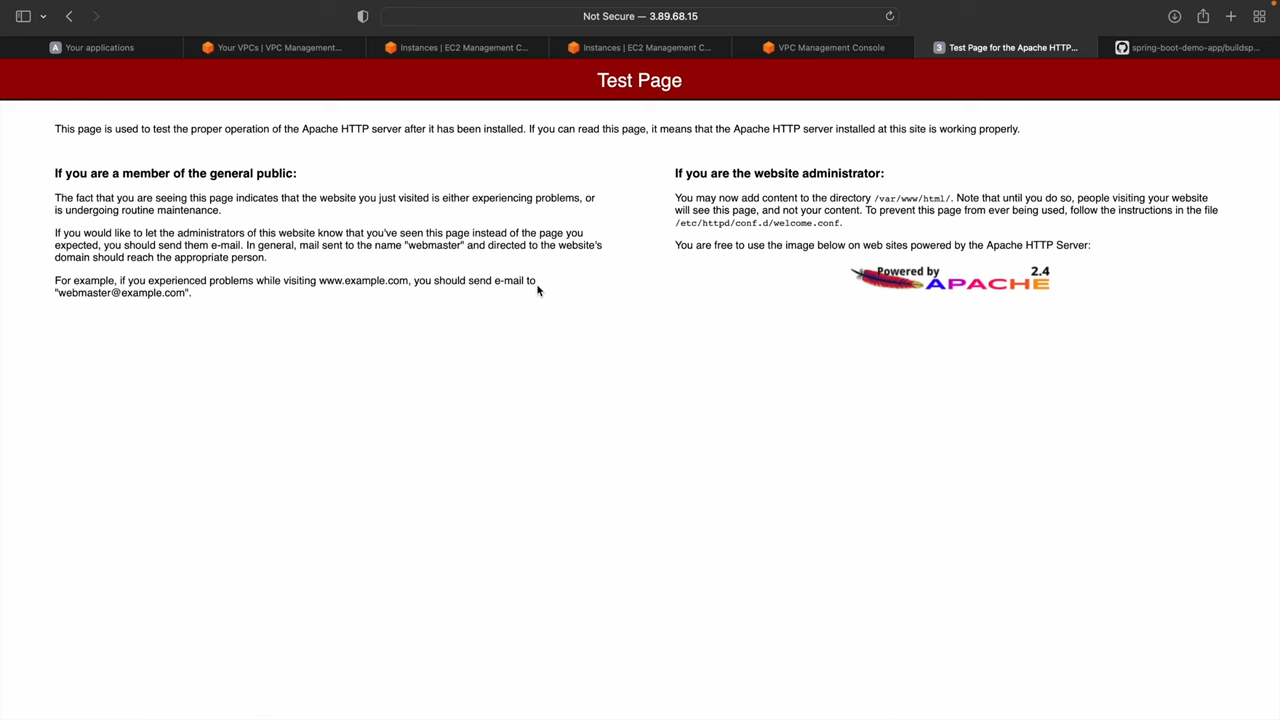 Not Secure — 3.89.68.15
A Your applications
Your VPCs | VPC Management...
Instances | EC2 Management C...
Instances | EC2 Management C...
VPC Management Console
3 Test Page for the Apache HTTP...
spring-boot-demo-app/buildsp...
Test Page
This page is used to test the proper operation of the Apache HTTP server after it has been installed. If you can read this page, it means that the Apache HTTP server installed at this site is working properly.
If you are a member of the general public:
The fact that you are seeing this page indicates that the website you just visited is either experiencing problems, or
is undergoing routine maintenance.
If you would like to let the administrators of this website know that you've seen this page instead of the page you
expected, you should send them e-mail. In general, mail sent to the name "webmaster" and directed to the website's
domain should reach the appropriate person.
For example, if you experienced problems while visiting www.example.com, you should send e-mail to
"webmaster@example.com".
If you are the website administrator:
You may now add content to the directory /var/www/html/. Note that until you do so, people visiting your website
will see this page, and not your content. To prevent this page from ever being used, follow the instructions in the file
/etc/httpd/conf.d/welcome.conf.
You are free to use the image below on web sites powered by the Apache HTTP Server:
Powered by 2.4
APACHE